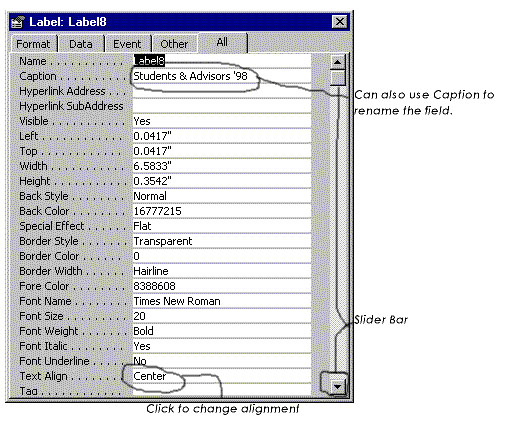 Label: Label8
Format Data Event Other All
Name . . . . . . . . . . . Label8
Caption . . . . . . . . . Students & Advisors '98
Hyperlink Address . . .
Hyperlink SubAddress
Visible . . . . . . . . . . Yes
Left . . . . . . . . . . . . 0.0417"
Top . . . . . . . . . . . . 0.0417"
Width . . . . . . . . . . . 6.5833"
Height . . . . . . . . . . 0.3542"
Back Style . . . . . . . . Normal
Back Color . . . . . . . . 16777215
Special Effect . . . . . . Flat
Border Style . . . . . . . Transparent
Border Color . . . . . . . 0
Border Width . . . . . . Hairline
Fore Color . . . . . . . . 8388608
Font Name . . . . . . . . Times New Roman
Font Size . . . . . . . . . 20
Font Weight . . . . . . . Bold
Font Italic . . . . . . . . Yes
Font Underline . . . . . No
Text Align . . . . . . . . Center
Tag . . . . . . . . . . . .
Can also use Caption to
rename the field.
Slider Bar
Click to change alignment